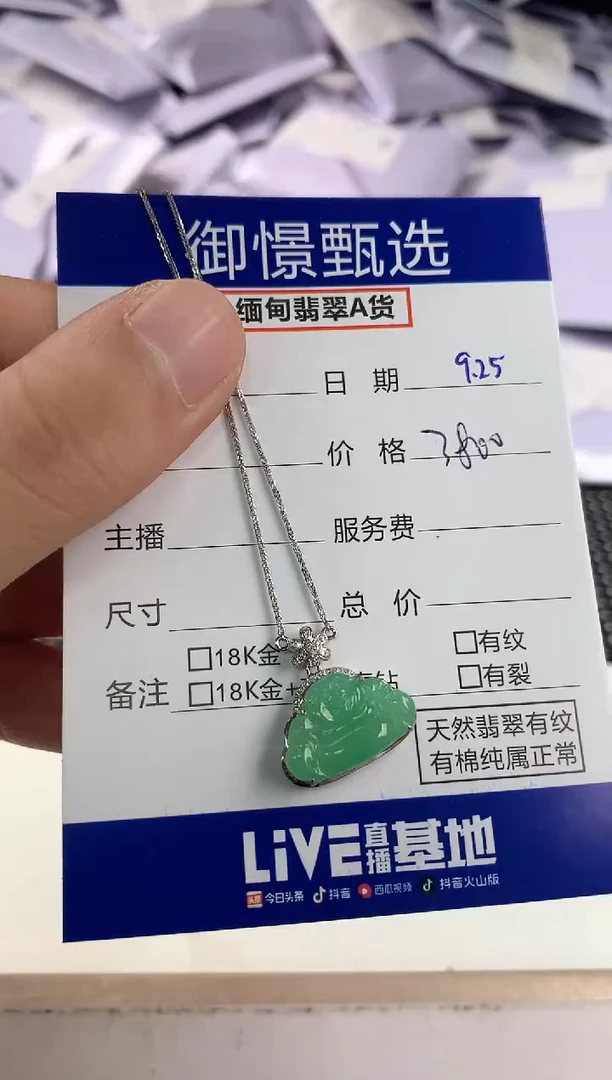 御憬甄选
缅甸翡翠A货
日期 9.25
价格 3800
主播 服务费
尺寸 总价
备注 □18K金 □有纹
□18K金+ 钻 □有裂
天然翡翠有纹
有棉纯属正常
LiVE直播基地
头条 今日头条 抖音 西瓜视频 抖音火山版